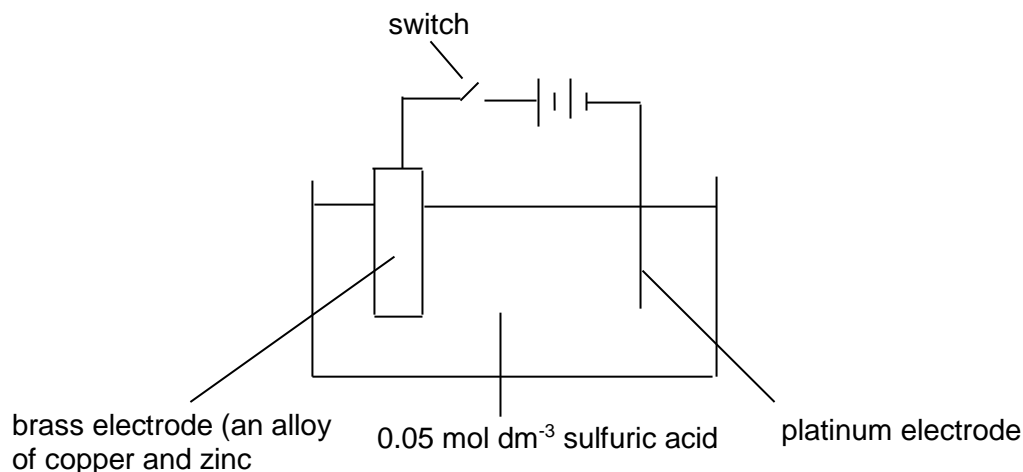 switch
brass electrode (an alloy
of copper and zinc
0.05 mol dm⁻³ sulfuric acid
platinum electrode